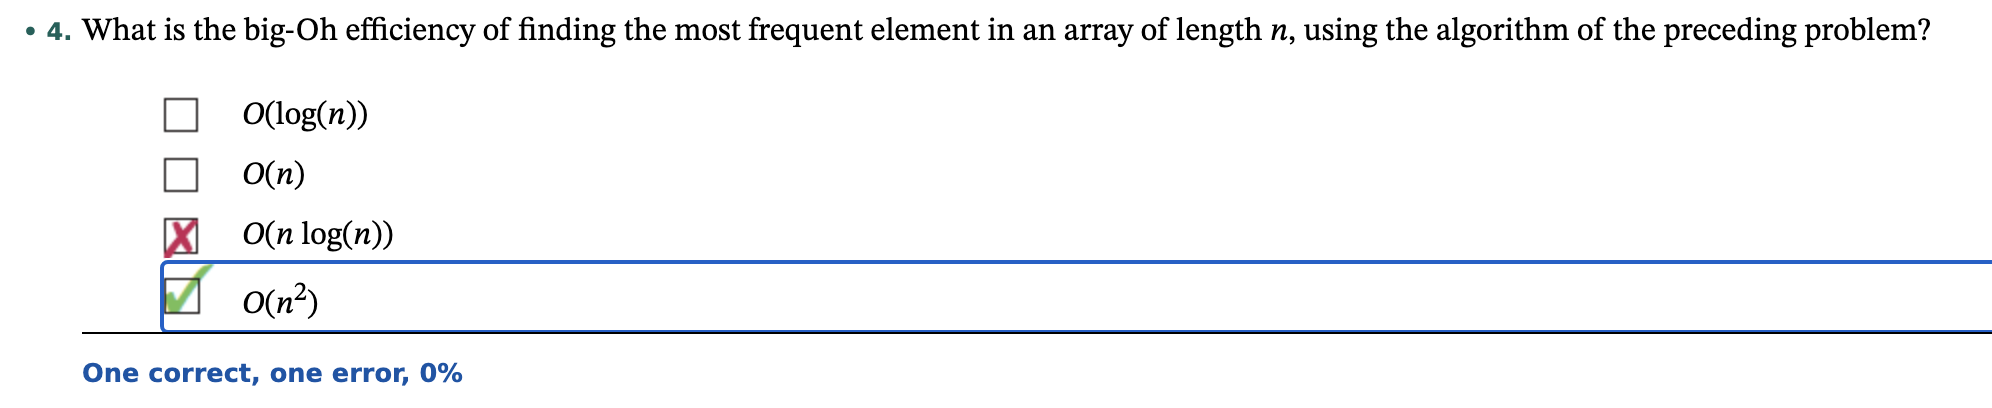 • 4. What is the big-Oh efficiency of finding the most frequent element in an array of length n, using the algorithm of the preceding problem?
O(log(n))
O(n)
O(n log(n))
O(n²)
One correct, one error, 0%